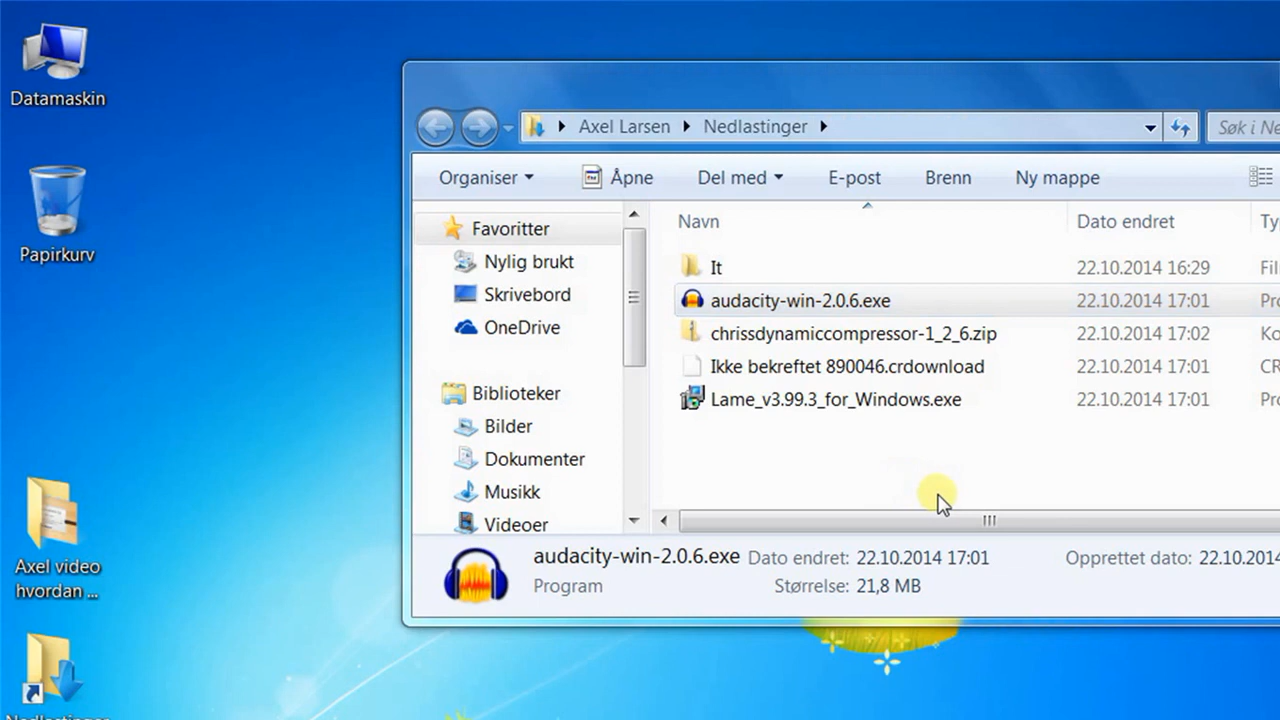 Datamaskin
Papirkurv
Axel video
hvordan ...
Nedlastinger
Axel Larsen
Nedlastinger
Søk i Ne
Organiser
Åpne
Del med
E-post
Brenn
Ny mappe
Favoritter
Nylig brukt
Skrivebord
OneDrive
Biblioteker
Bilder
Dokumenter
Musikk
Videoer
Navn
Dato endret
Ty
It
22.10.2014 16:29
Fil
audacity-win-2.0.6.exe
22.10.2014 17:01
Pro
chrissdynamiccompressor-1_2_6.zip
22.10.2014 17:02
Ko
Ikke bekreftet 890046.crdownload
22.10.2014 17:01
CR
Lame_v3.99.3_for_Windows.exe
22.10.2014 17:01
Pro
audacity-win-2.0.6.exe
Dato endret: 22.10.2014 17:01
Opprettet dato: 22.10.2014
Program
Størrelse: 21,8 MB